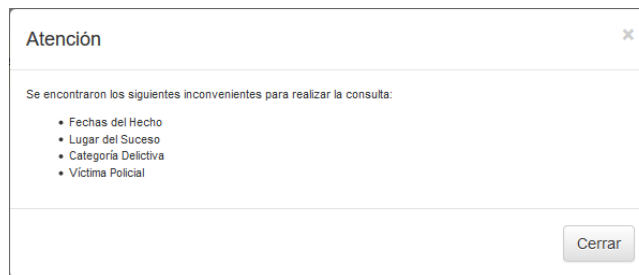 Atención
×
Se encontraron los siguientes inconvenientes para realizar la consulta:
• Fechas del Hecho
• Lugar del Suceso
• Categoría Delictiva
• Víctima Policial
Cerrar